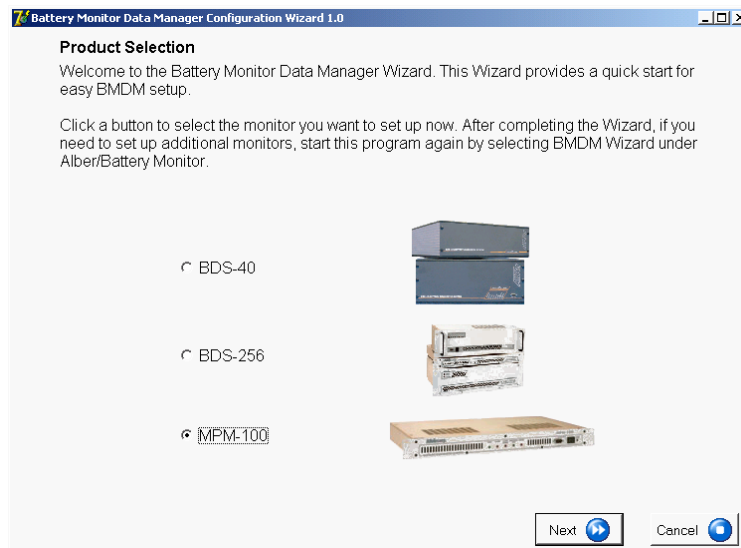 Battery Monitor Data Manager Configuration Wizard 1.0
Product Selection
Welcome to the Battery Monitor Data Manager Wizard. This Wizard provides a quick start for
easy BMDM setup.
Click a button to select the monitor you want to set up now. After completing the Wizard, if you
need to set up additional monitors, start this program again by selecting BMDM Wizard under
Alber/Battery Monitor.
BDS-40
BDS-256
MPM-100
Next
Cancel